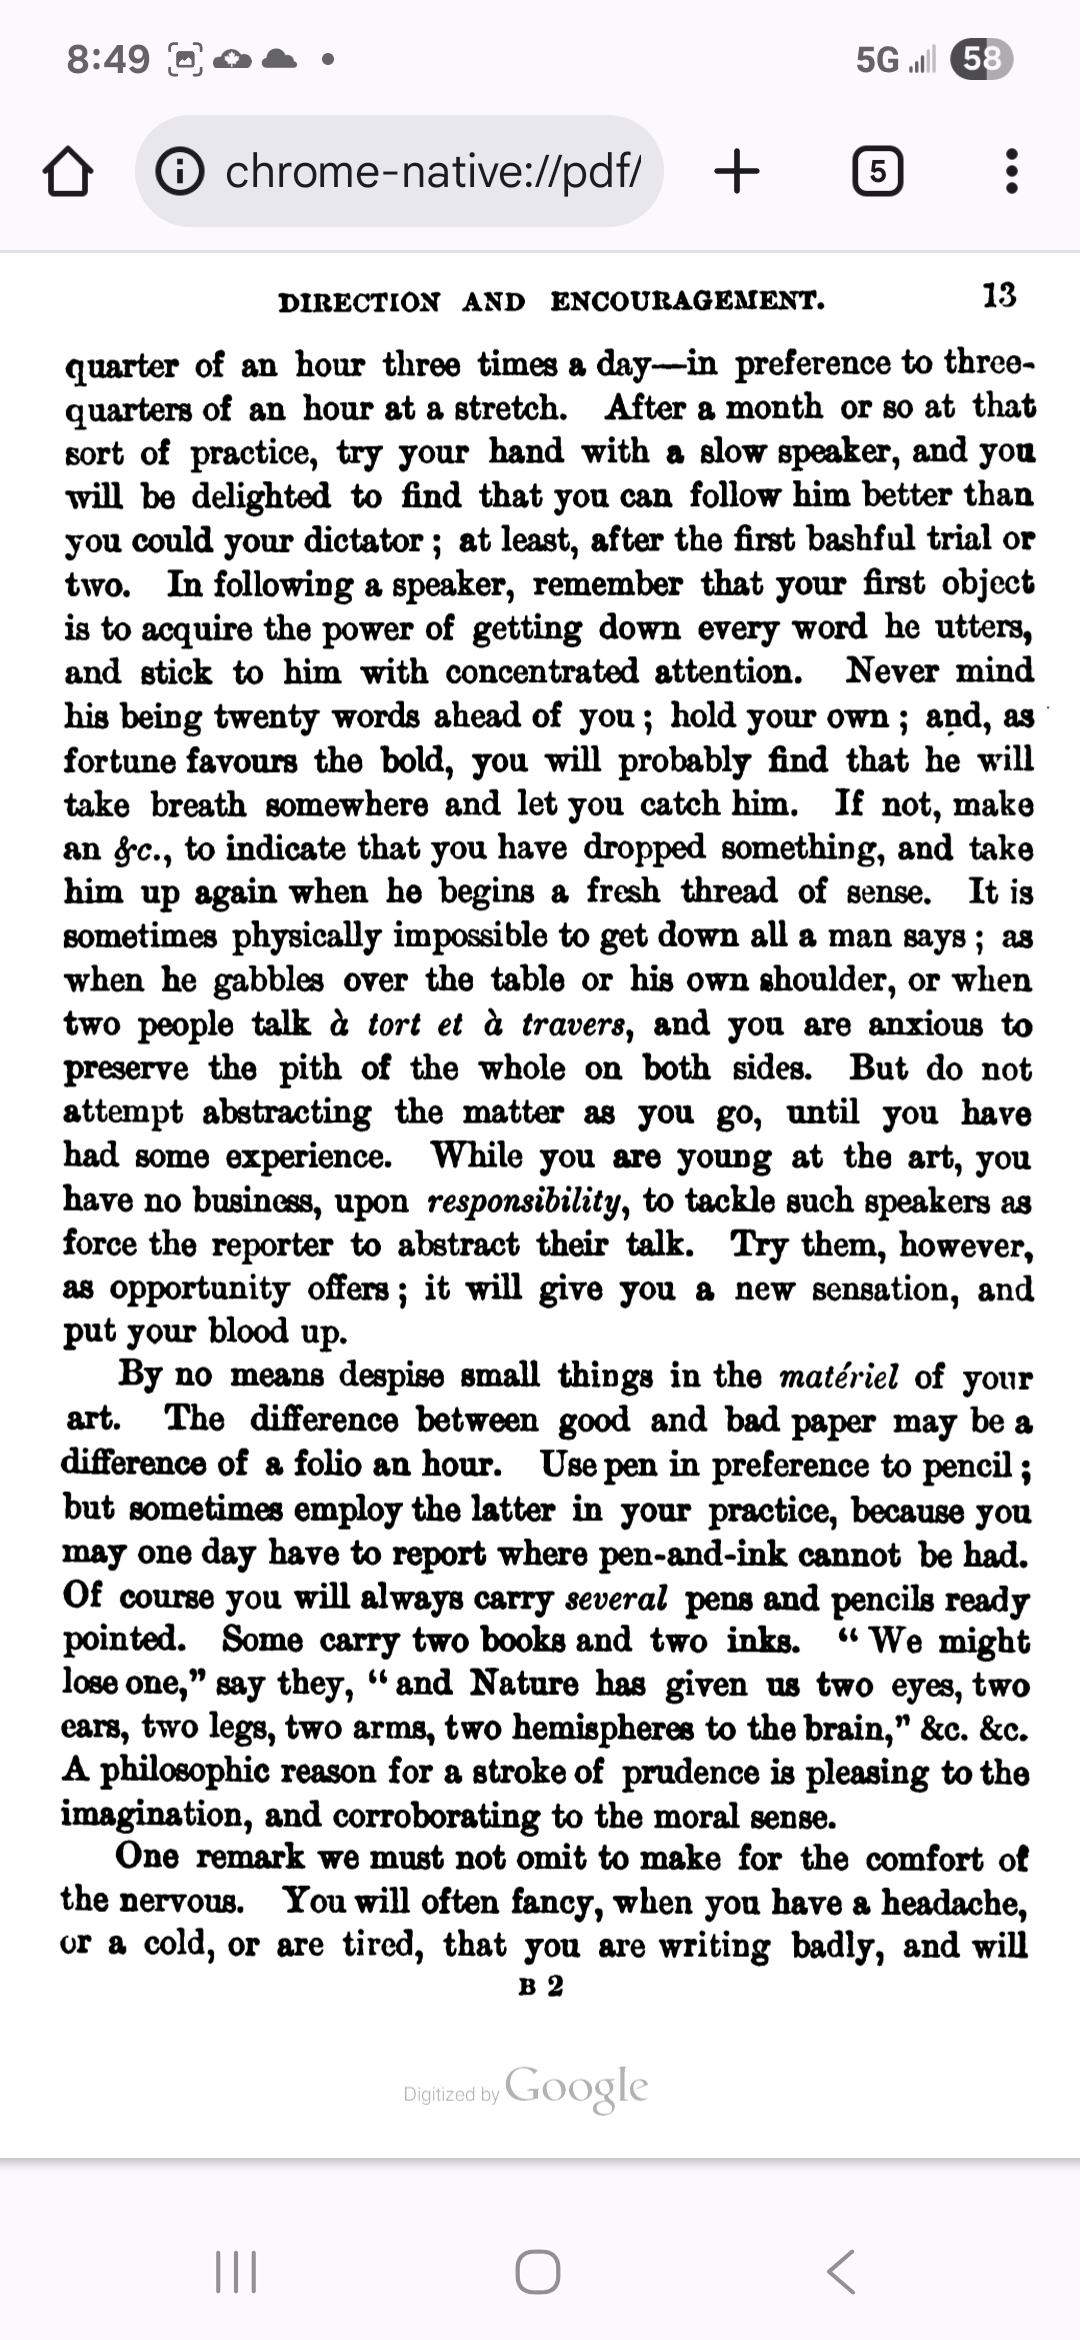 8:49
5G
58
chrome-native://pdf/
5
DIRECTION AND ENCOURAGEMENT. 13
quarter of an hour three times a day—in preference to three-
quarters of an hour at a stretch. After a month or so at that
sort of practice, try your hand with a slow speaker, and you
will be delighted to find that you can follow him better than
you could your dictator; at least, after the first bashful trial or
two. In following a speaker, remember that your first object
is to acquire the power of getting down every word he utters,
and stick to him with concentrated attention. Never mind
his being twenty words ahead of you; hold your own; and, as
fortune favours the bold, you will probably find that he will
take breath somewhere and let you catch him. If not, make
an &c., to indicate that you have dropped something, and take
him up again when he begins a fresh thread of sense. It is
sometimes physically impossible to get down all a man says; as
when he gabbles over the table or his own shoulder, or when
two people talk à tort et à travers, and you are anxious to
preserve the pith of the whole on both sides. But do not
attempt abstracting the matter as you go, until you have
had some experience. While you are young at the art, you
have no business, upon responsibility, to tackle such speakers as
force the reporter to abstract their talk. Try them, however,
as opportunity offers; it will give you a new sensation, and
put your blood up.
By no means despise small things in the matériel of your
art. The difference between good and bad paper may be a
difference of a folio an hour. Use pen in preference to pencil;
but sometimes employ the latter in your practice, because you
may one day have to report where pen-and-ink cannot be had.
Of course you will always carry several pens and pencils ready
pointed. Some carry two books and two inks. “We might
lose one,” say they, “and Nature has given us two eyes, two
ears, two legs, two arms, two hemispheres to the brain,” &c. &c.
A philosophic reason for a stroke of prudence is pleasing to the
imagination, and corroborating to the moral sense.
One remark we must not omit to make for the comfort of
the nervous. You will often fancy, when you have a headache,
or a cold, or are tired, that you are writing badly, and will
B 2
Digitized by Google